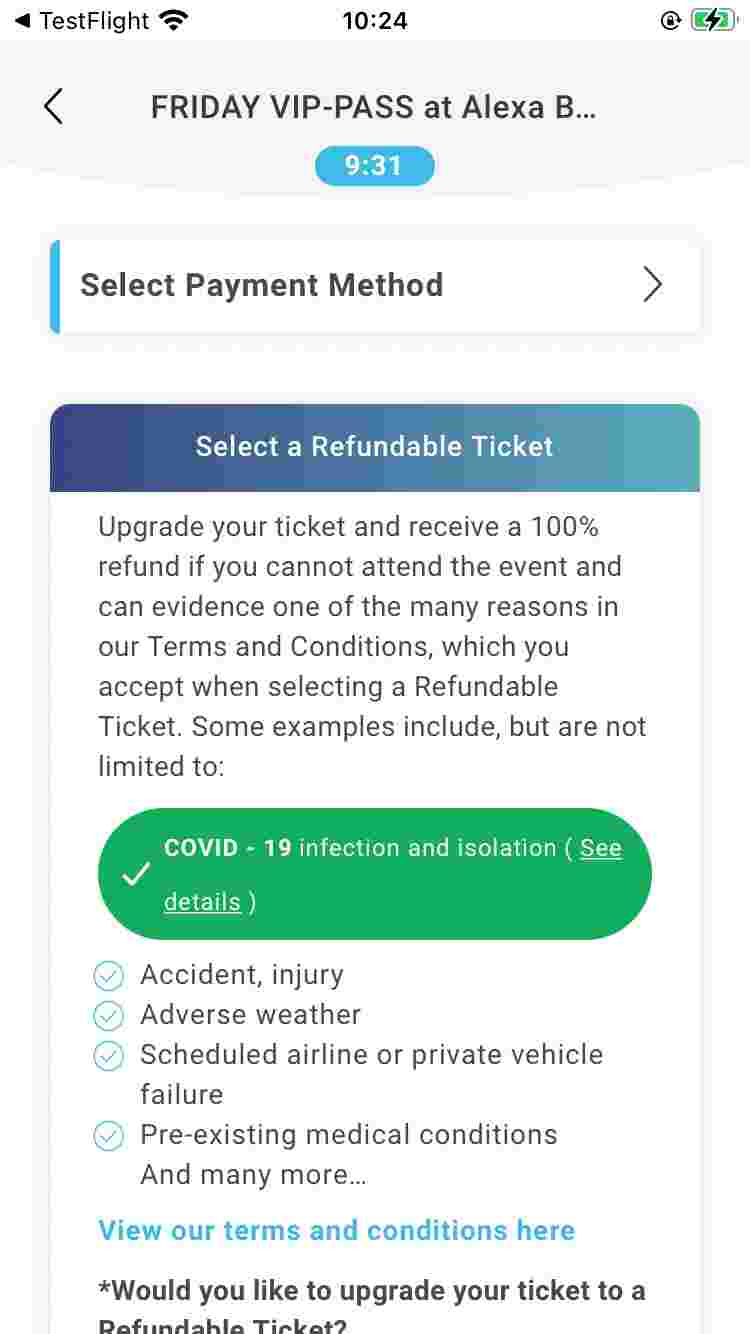 TestFlight 10:24
FRIDAY VIP-PASS at Alexa B...
9:31
Select Payment Method
Select a Refundable Ticket
Upgrade your ticket and receive a 100%
refund if you cannot attend the event and
can evidence one of the many reasons in
our Terms and Conditions, which you
accept when selecting a Refundable
Ticket. Some examples include, but are not
limited to:
COVID - 19 infection and isolation ( See
details )
Accident, injury
Adverse weather
Scheduled airline or private vehicle
failure
Pre-existing medical conditions
And many more...
View our terms and conditions here
*Would you like to upgrade your ticket to a
Refundable Ticket?